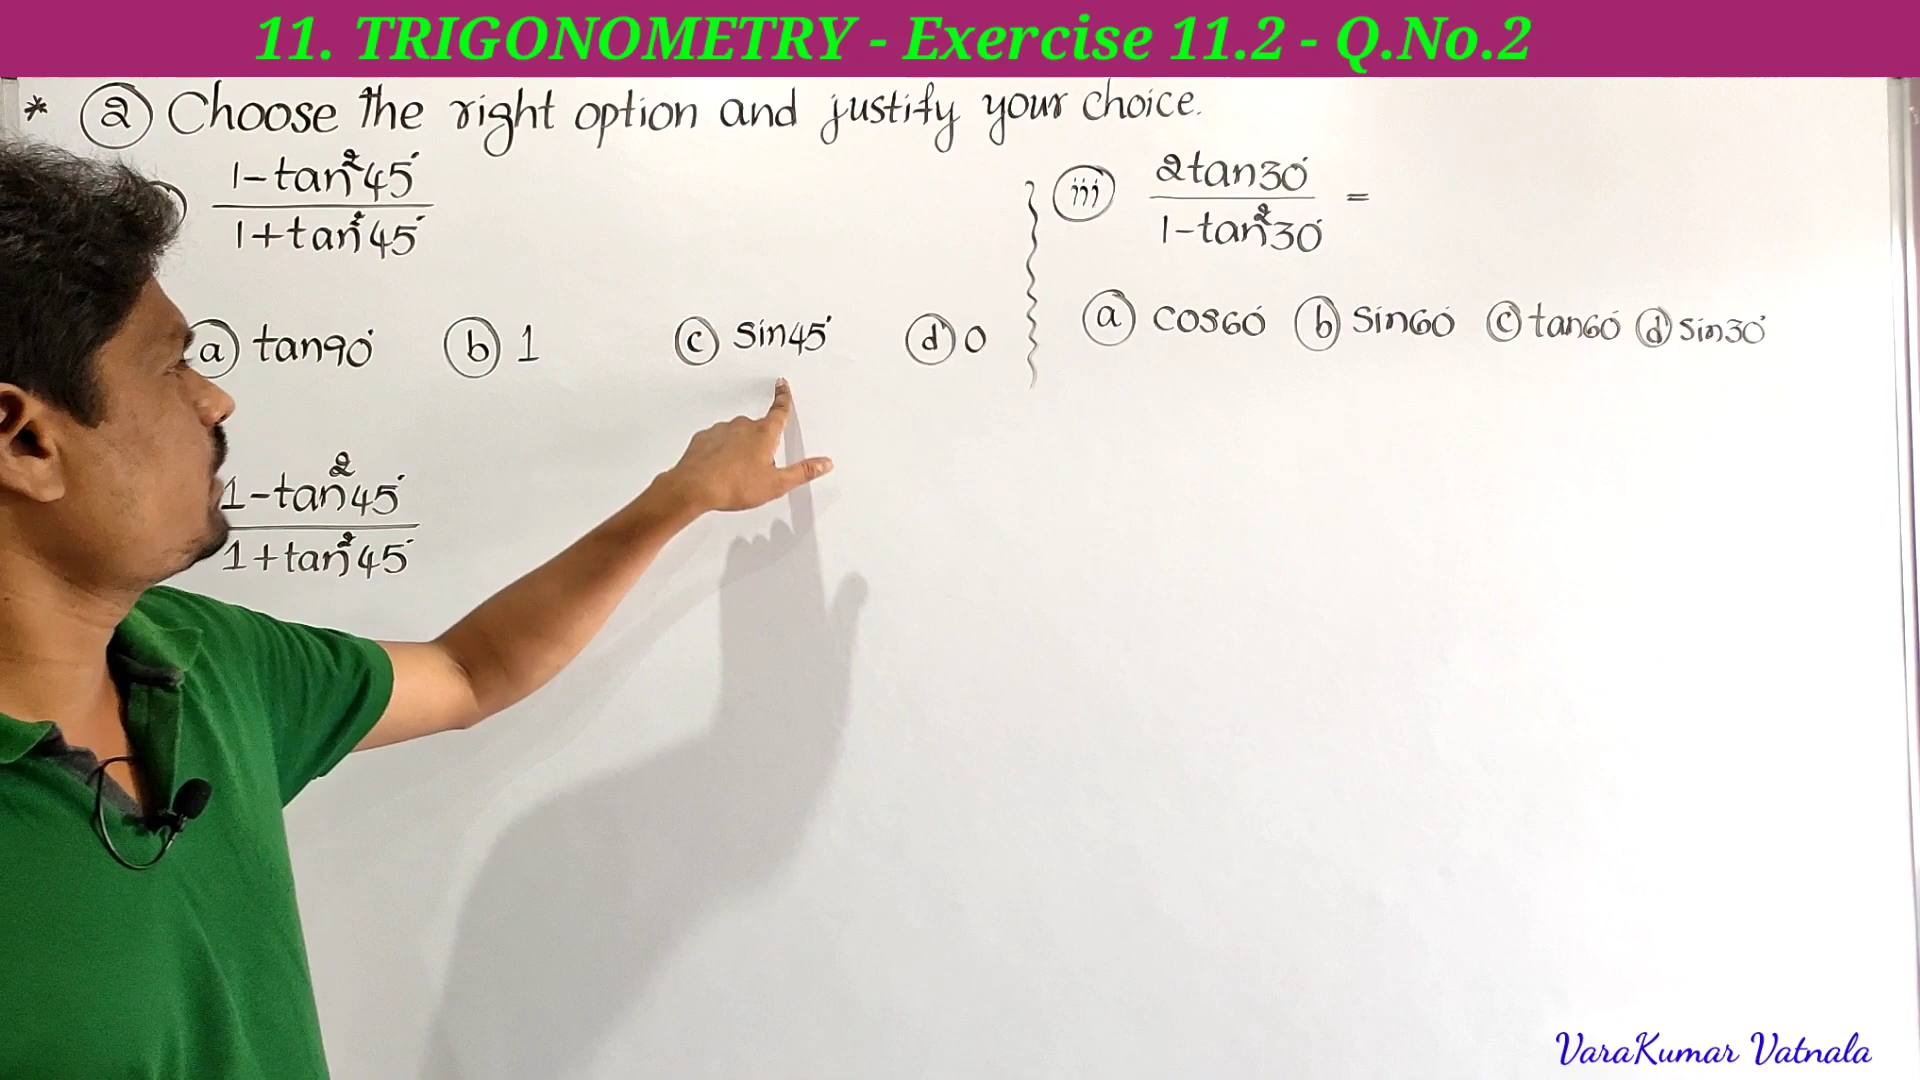 11. TRIGONOMETRY - Exercise 11.2 - Q.No.2
* 2 Choose the right option and justify your choice.
1-tan²45°
1+tan²45°
a tan90° b 1 c sin45° d 0
1-tan²45°
1+tan²45°
iii 2tan30° =
1-tan²30°
a cos60° b sin60° c tan60° d sin30°
VaraKumar Vatnala